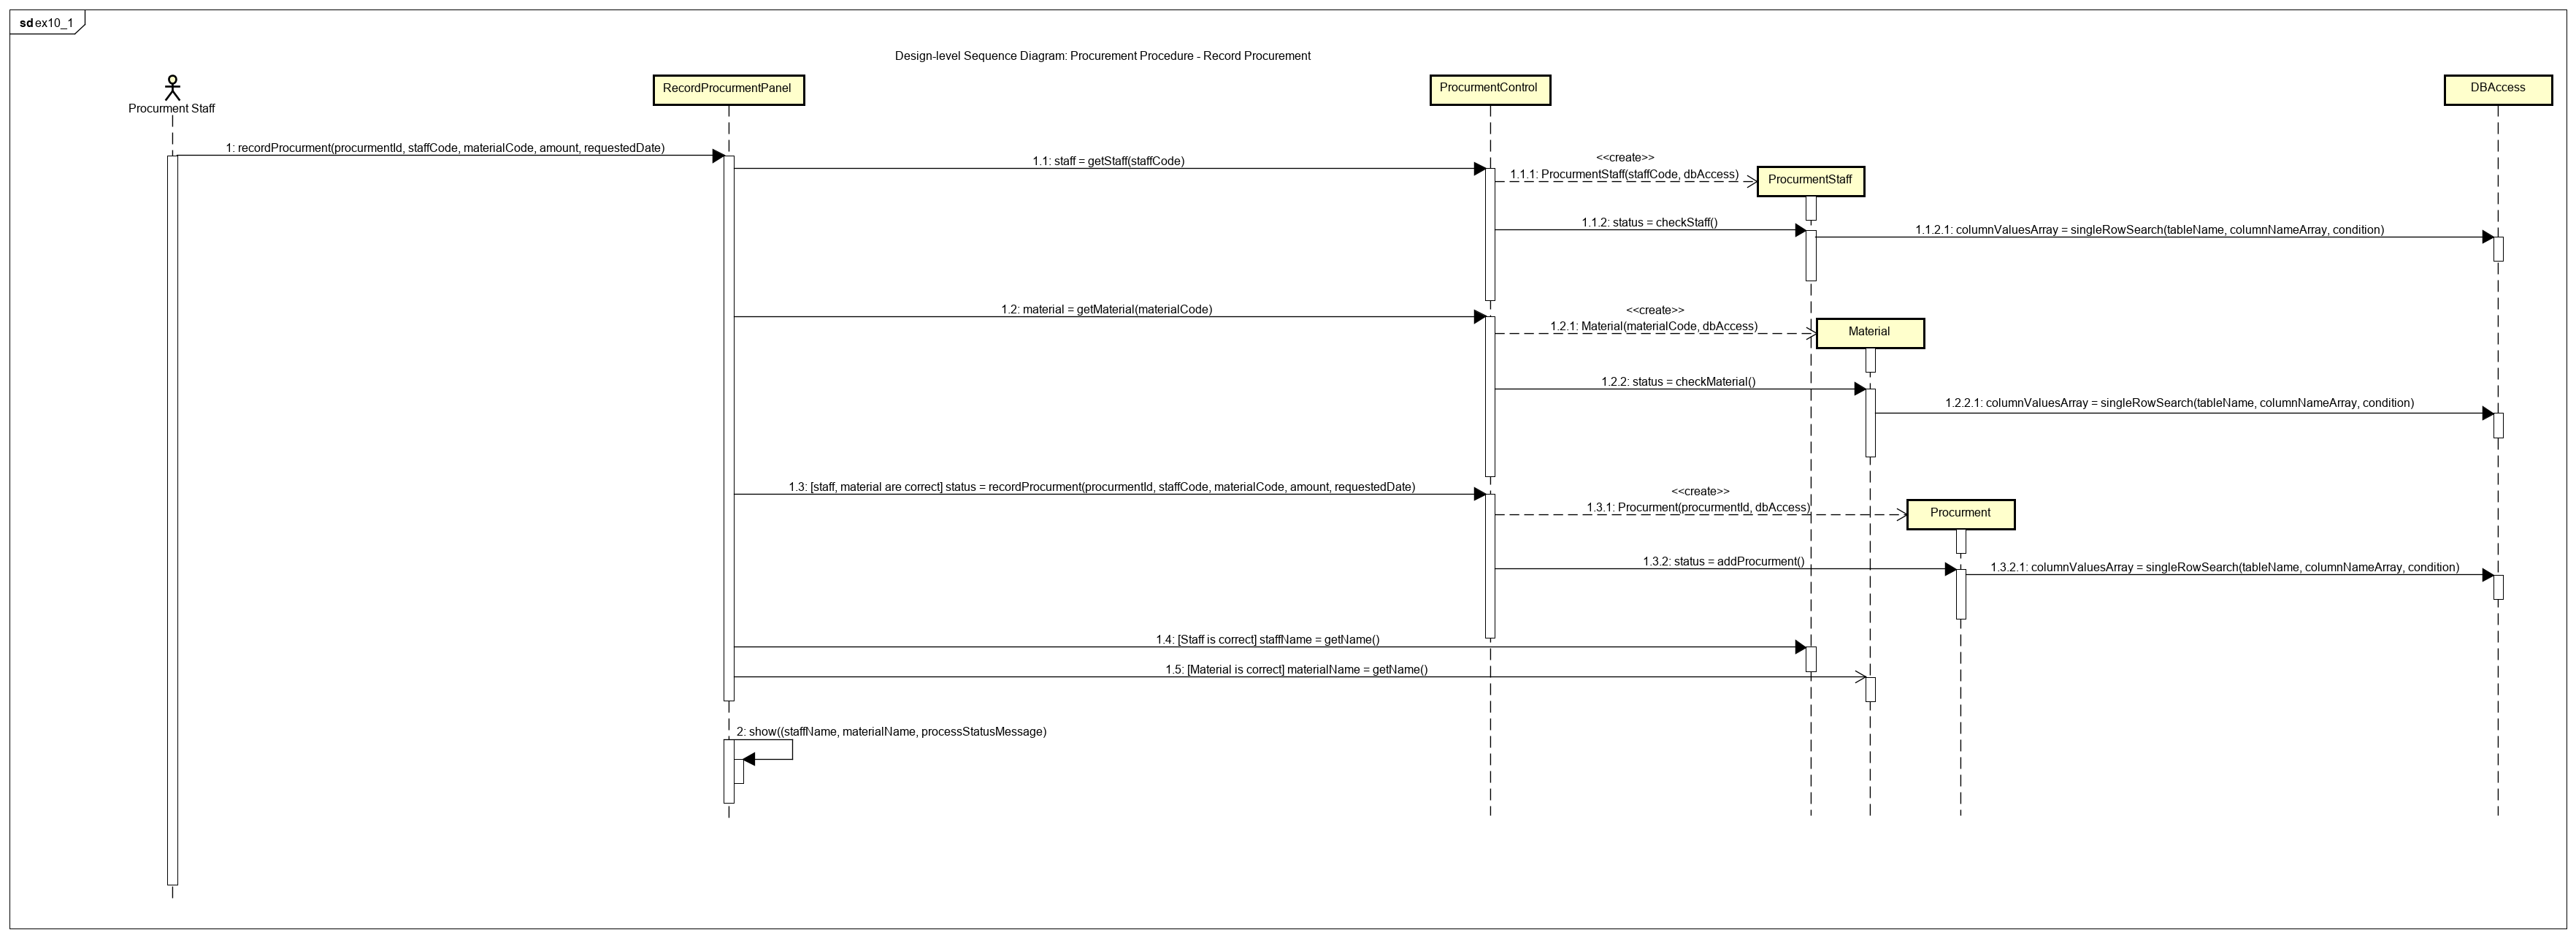 sd ex10_1
Design-level Sequence Diagram: Procurement Procedure - Record Procurement
Procurment Staff
RecordProcurmentPanel
ProcurmentControl
DBAccess
1: recordProcurment(procurmentId, staffCode, materialCode, amount, requestedDate)
1.1: staff = getStaff(staffCode)
<<create>>
1.1.1: ProcurmentStaff(staffCode, dbAccess)
ProcurmentStaff
1.1.2: status = checkStaff()
1.1.2.1: columnValuesArray = singleRowSearch(tableName, columnNameArray, condition)
1.2: material = getMaterial(materialCode)
<<create>>
1.2.1: Material(materialCode, dbAccess)
Material
1.2.2: status = checkMaterial()
1.2.2.1: columnValuesArray = singleRowSearch(tableName, columnNameArray, condition)
1.3: [staff, material are correct] status = recordProcurment(procurmentId, staffCode, materialCode, amount, requestedDate)
<<create>>
1.3.1: Procurment(procurmentId, dbAccess)
Procurment
1.3.2: status = addProcurment()
1.3.2.1: columnValuesArray = singleRowSearch(tableName, columnNameArray, condition)
1.4: [Staff is correct] staffName = getName()
1.5: [Material is correct] materialName = getName()
2: show((staffName, materialName, processStatusMessage)